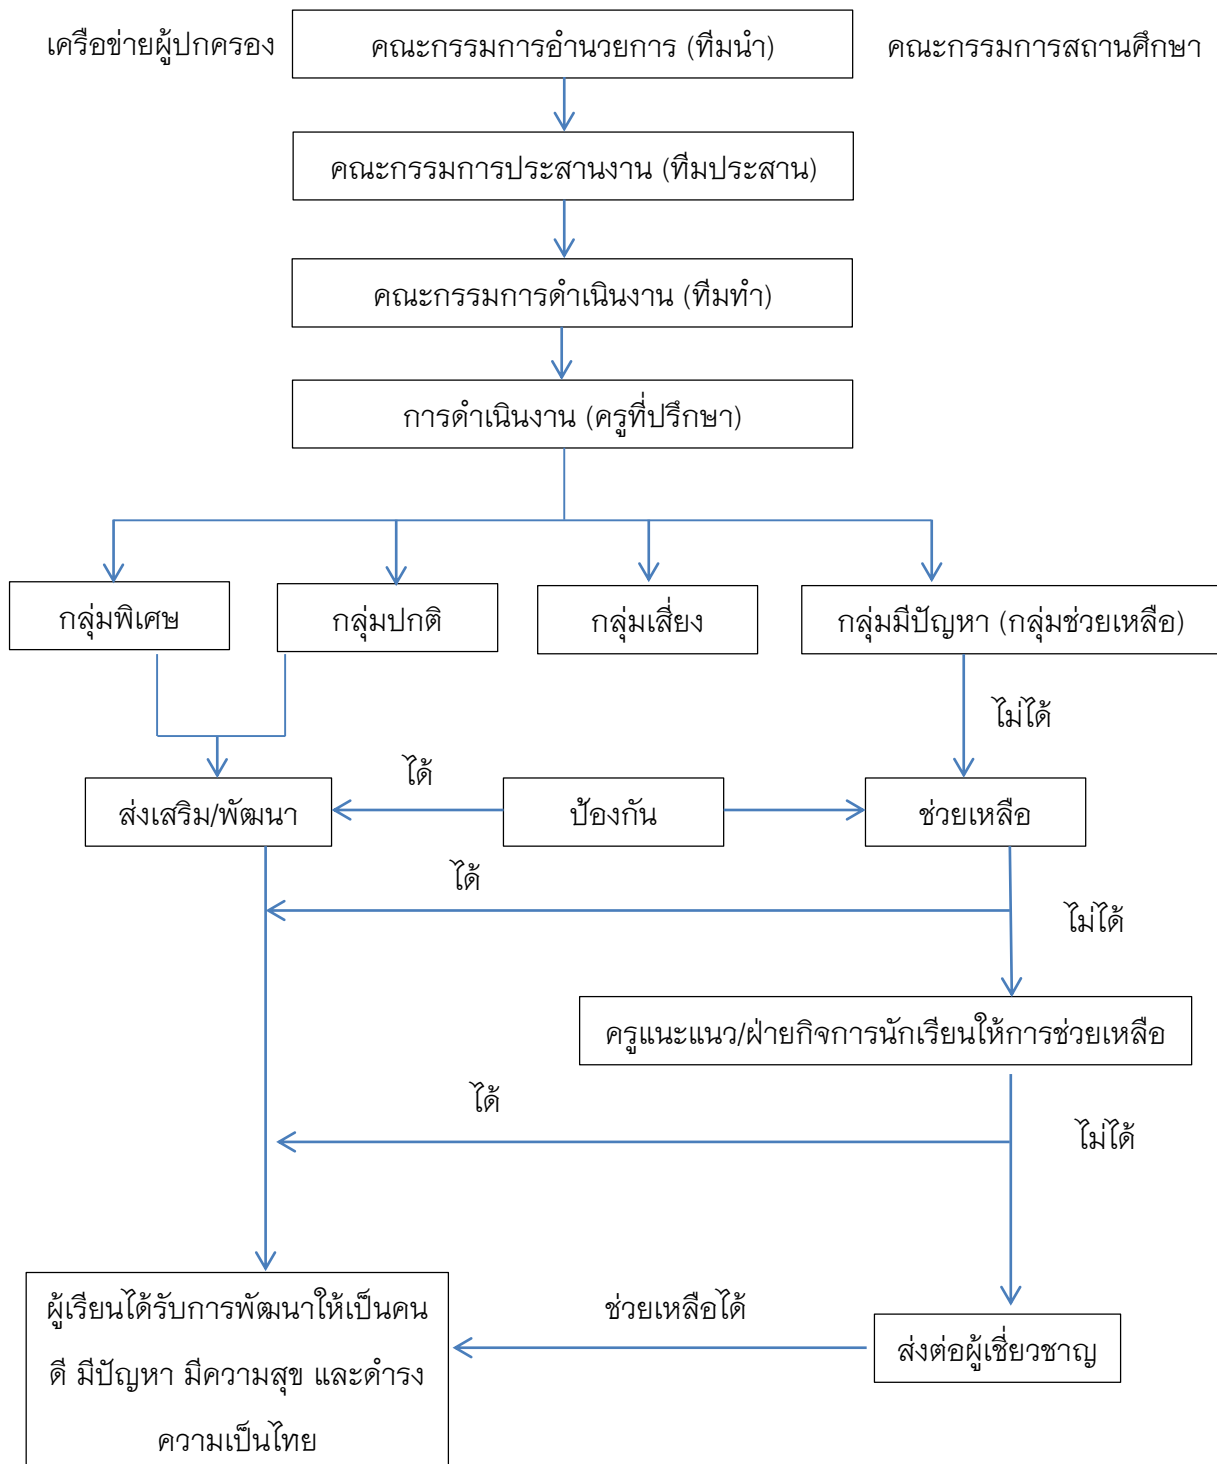 เครือข่ายผู้ปกครอง
คณะกรรมการอำนวยการ (ทีมนำ)
คณะกรรมการสถานศึกษา
คณะกรรมการประสานงาน (ทีมประสาน)
คณะกรรมการดำเนินงาน (ทีมทำ)
การดำเนินงาน (ครูที่ปรึกษา)
กลุ่มพิเศษ
กลุ่มปกติ
กลุ่มเสี่ยง
กลุ่มมีปัญหา (กลุ่มช่วยเหลือ)
ไม่ได้
ได้
ส่งเสริม/พัฒนา
ป้องกัน
ช่วยเหลือ
ได้
ไม่ได้
ครูแนะแนว/ฝ่ายกิจการนักเรียนให้การช่วยเหลือ
ได้
ไม่ได้
ผู้เรียนได้รับการพัฒนาให้เป็นคน
ดี มีปัญหา มีความสุข และดำรง
ความเป็นไทย
ช่วยเหลือได้
ส่งต่อผู้เชี่ยวชาญ